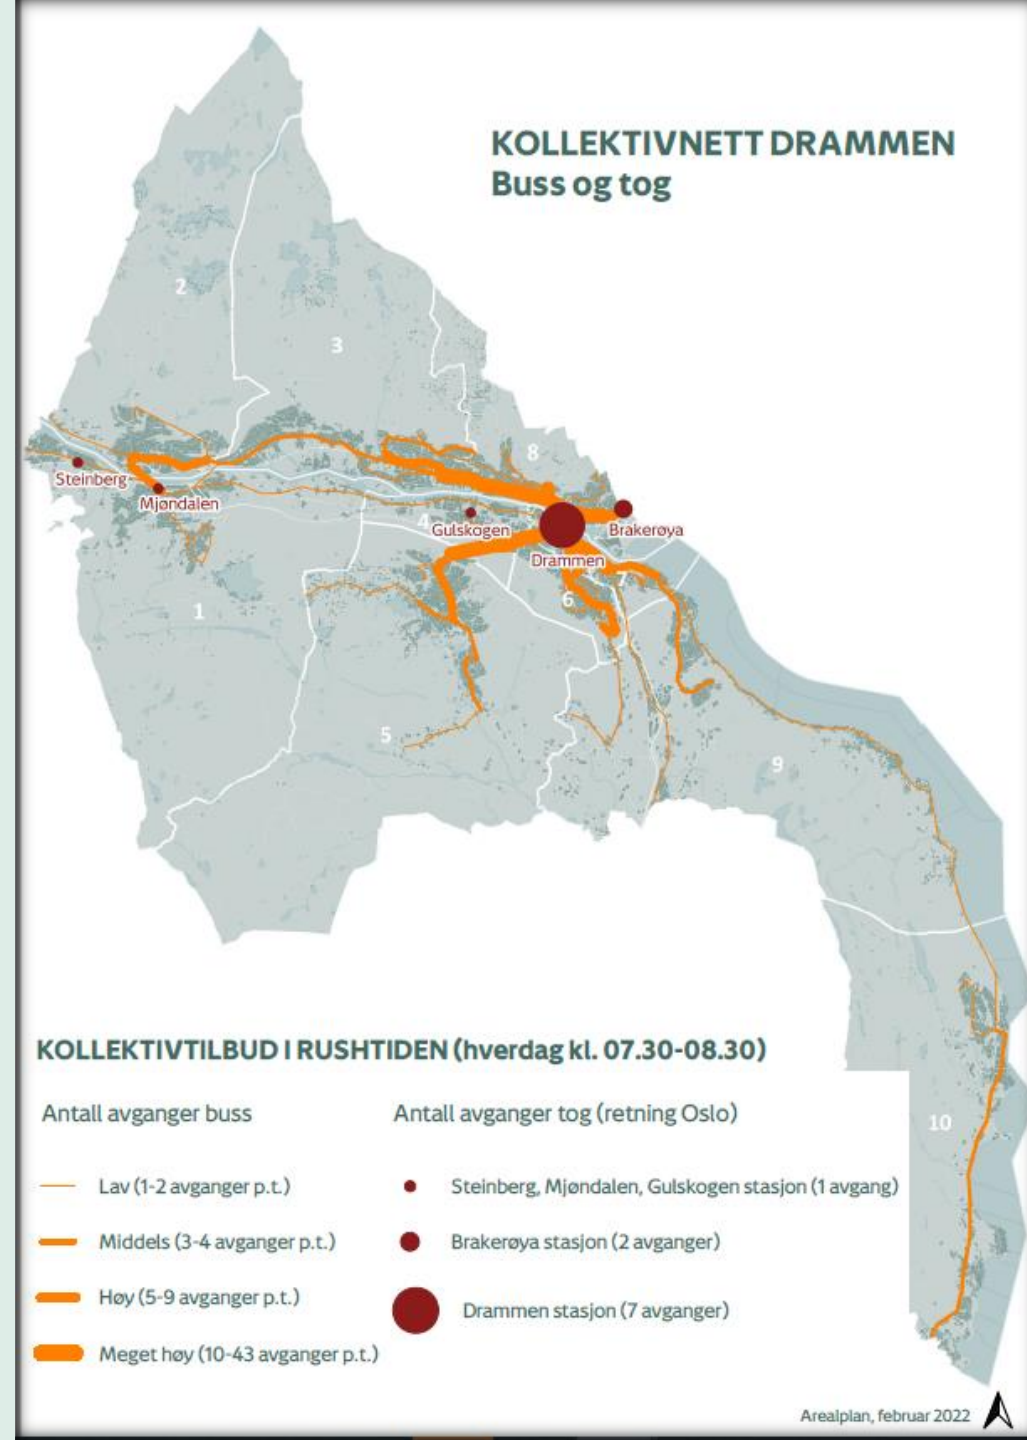 KOLLEKTIVNETT DRAMMEN
Buss og tog
2
3
8
Steinberg
Mjøndalen
4
Gulskogen
Brakerøya
Drammen
7
6
1
5
9
10
KOLLEKTIVTILBUD I RUSHTIDEN (hverdag kl. 07.30-08.30)
Antall avganger buss
Lav (1-2 avganger p.t.)
Middels (3-4 avganger p.t.)
Høy (5-9 avganger p.t.)
Meget høy (10-43 avganger p.t.)
Antall avganger tog (retning Oslo)
Steinberg, Mjøndalen, Gulskogen stasjon (1 avgang)
Brakerøya stasjon (2 avganger)
Drammen stasjon (7 avganger)
Arealplan, februar 2022